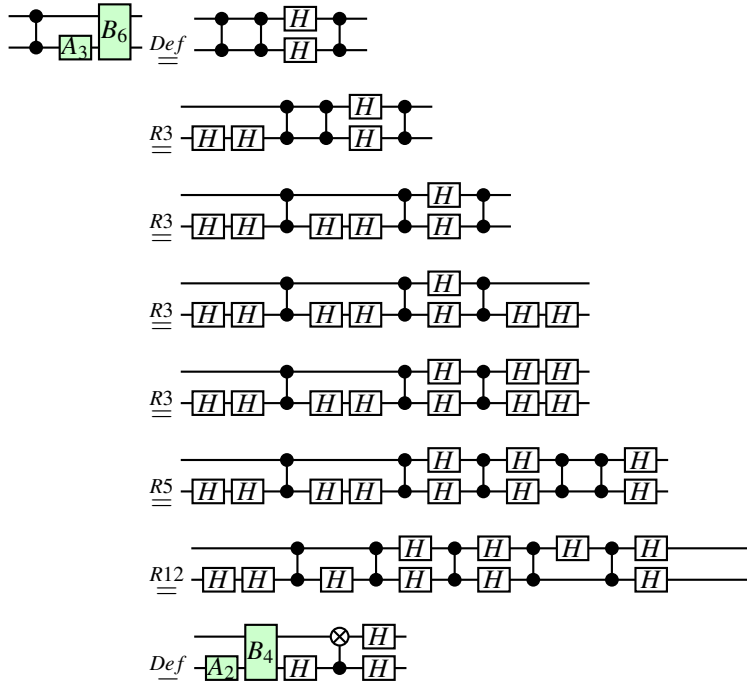 B₆ H
A₃ Def = H
H
R3 = H H H
H
R3 = H H H H H
H
R3 = H H H H H H H
H H H
R3 = H H H H H H H
H H H
R5 = H H H H H H H
H H H H
R12 = H H H H H H
B₄ H
Def = A₂ H H